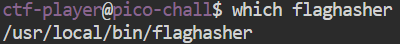 ctf-player@pico-chall$ which flaghasher
/usr/local/bin/flaghasher